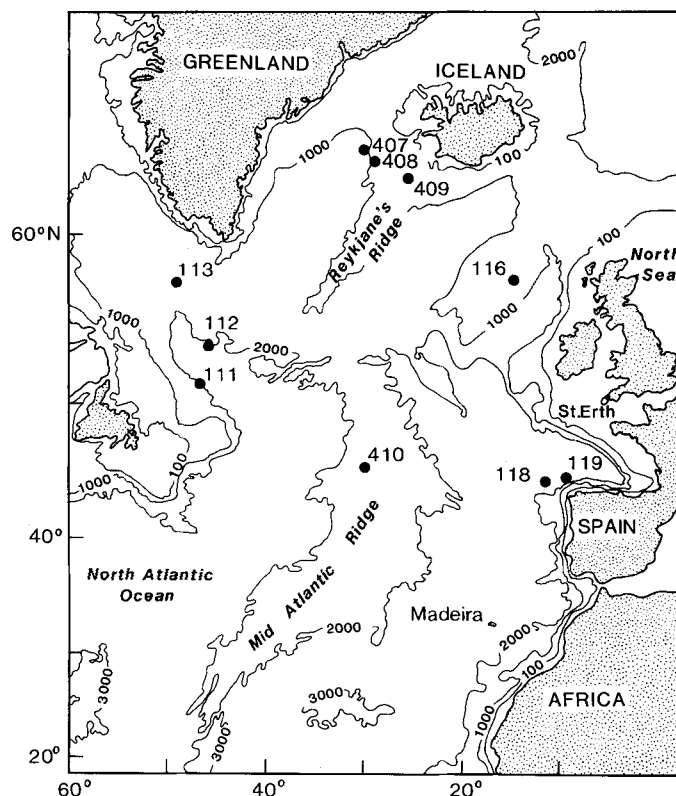 GREENLAND
ICELAND
2000
1000
407
408
409
100
Reykjane's
Ridge
60°
113
116
100
North
Sea
1000
1000
112
2000
111
St. Erth
100
1000
410
118
119
SPAIN
40°
Mid Atlantic Ridge
North Atlantic
Ocean
Madeira
2000
2000
100
3000
3000
1000
AFRICA
3000
20°
60°
40°
20°